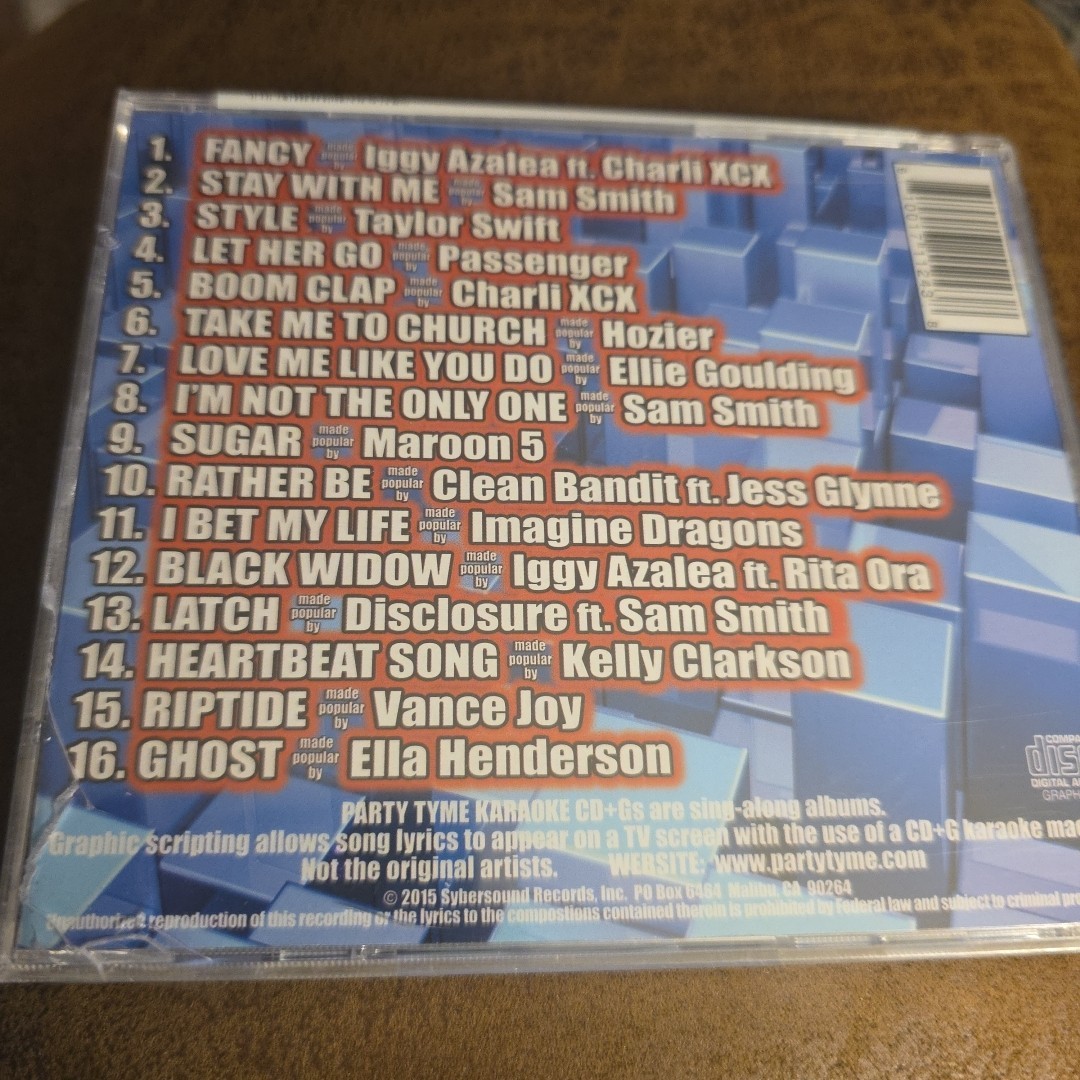 1. FANCY made popular by Iggy Azalea ft. Charli XCX
2. STAY WITH ME made popular by Sam Smith
3. STYLE made popular by Taylor Swift
4. LET HER GO made popular by Passenger
5. BOOM CLAP made popular by Charli XCX
6. TAKE ME TO CHURCH made popular by Hozier
7. LOVE ME LIKE YOU DO made popular by Ellie Goulding
8. I'M NOT THE ONLY ONE made popular by Sam Smith
9. SUGAR made popular by Maroon 5
10. RATHER BE made popular by Clean Bandit ft. Jess Glynne
11. I BET MY LIFE made popular by Imagine Dragons
12. BLACK WIDOW made popular by Iggy Azalea ft. Rita Ora
13. LATCH made popular by Disclosure ft. Sam Smith
14. HEARTBEAT SONG made popular by Kelly Clarkson
15. RIPTIDE made popular by Vance Joy
16. GHOST made popular by Ella Henderson
COMPA
dis
DIGITAL A
GRAPH
PARTY TYME KARAOKE CD+Gs are sing-along albums.
Graphic scripting allows song lyrics to appear on a TV screen with the use of a CD+G karaoke mac
Not the original artists. WEBSITE: www.partytyme.com
© 2015 Sybersound Records, Inc. PO Box 6464 Malibu, CA 90264
Unauthorized reproduction of this recording or the lyrics to the compostions contained therein is prohibited by Federal law and subject to criminal pro